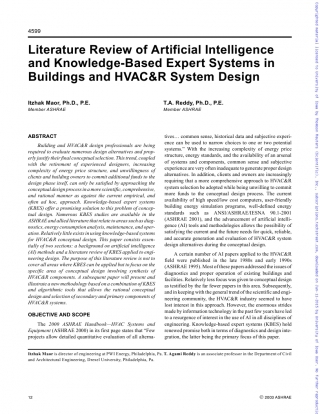 4599
Literature Review of Artificial Intelligence
and Knowledge-Based Expert Systems in
Buildings and HVAC&R System Design
Itzhak Maor, Ph.D., P.E.
Member ASHRAE
T.A. Reddy, Ph.D., P.E.
Member ASHRAE
ABSTRACT
Building and HVAC&R design professionals are being
required to evaluate numerous design alternatives and prop-
erly justify their final conceptual selection. This trend, coupled
with the retirement of experienced designers, increasing
complexity of energy price structure, and unwillingness of
clients and building owners to commit additional funds to the
design phase itself, can only be satisfied by approaching the
conceptual design process in a more scientific, comprehensive,
and rational manner as against the current empirical, and
often ad hoc, approach. Knowledge-based expert systems
(KBES) offer a promising solution to this problem of concep-
tual design. Numerous KBES studies are available in the
ASHRAE and allied literature that relate in areas such as diag-
nostics, energy consumption analysis, maintenance, and oper-
ation. Relatively little exists in using knowledge-based systems
for HVAC&R conceptual design. This paper consists essen-
tially of two sections: a background on artificial intelligence
(AI) methods and a literature review of KBES applied to engi-
neering design. The purpose of this literature review is not to
cover all areas where KBES can be applied but to focus on the
specific area of conceptual design involving synthesis of
HVAC&R components. A subsequent paper will present and
illustrate a new methodology based on a combination of KBES
and algorithmic tools that allows the rational conceptual
design and selection of secondary and primary components of
HVAC&R systems.
OBJECTIVE AND SCOPE
The 2000 ASHRAE Handbook—HVAC Systems and
Equipment (ASHRAE 2000) in its first page states that "Few
projects allow detailed quantitative evaluation of all alterna-
tives… common sense, historical data and subjective experi-
ence can be used to narrow choices to one or two potential
systems." With the increasing complexity of energy price
structure, energy standards, and the availability of an arsenal
of systems and components, common sense and subjective
experience are very often inadequate to generate proper design
alternatives. In addition, clients and owners are increasingly
requiring that a more comprehensive approach to HVAC&R
system selection be adopted while being unwilling to commit
more funds to the conceptual design process. The current
availability of high speed/low cost computers, user-friendly
building energy simulation programs, well-defined energy
standards such as ANSI/ASHRAE/IESNA 90.1-2001
(ASHRAE 2001), and the advancement of artificial intelli-
gence (AI) tools and methodologies allows the possibility of
satisfying the current and future needs for quick, reliable,
and accurate generation and evaluation of HVAC&R system
design alternatives during the conceptual design.
A certain number of AI papers applied to the HVAC&R
field were published in the late 1980s and early 1990s
(ASHRAE 1995). Most of these papers addressed the issues of
diagnostics and proper operation of existing buildings and
facilities. Relatively less focus was given to conceptual design
as testified by the far fewer papers in this area. Subsequently,
and in keeping with the general trend of the scientific and engi-
neering community, the HVAC&R industry seemed to have
lost interest in this approach. However, the enormous strides
made by information technology in the past few years have led
to a resurgence of interest in the use of AI in all disciplines of
engineering. Knowledge-based expert systems (KBES) hold
renewed promise both in terms of diagnostics and design inte-
gration, the latter being the primary focus of this paper.
Itzhak Maor is director of engineering at PWI Energy, Philadelphia, Pa. T. Agami Reddy is an associate professor in the Department of Civil
and Architectural Engineering, Drexel University, Philadelphia, Pa.
12
© 2003 ASHRAE